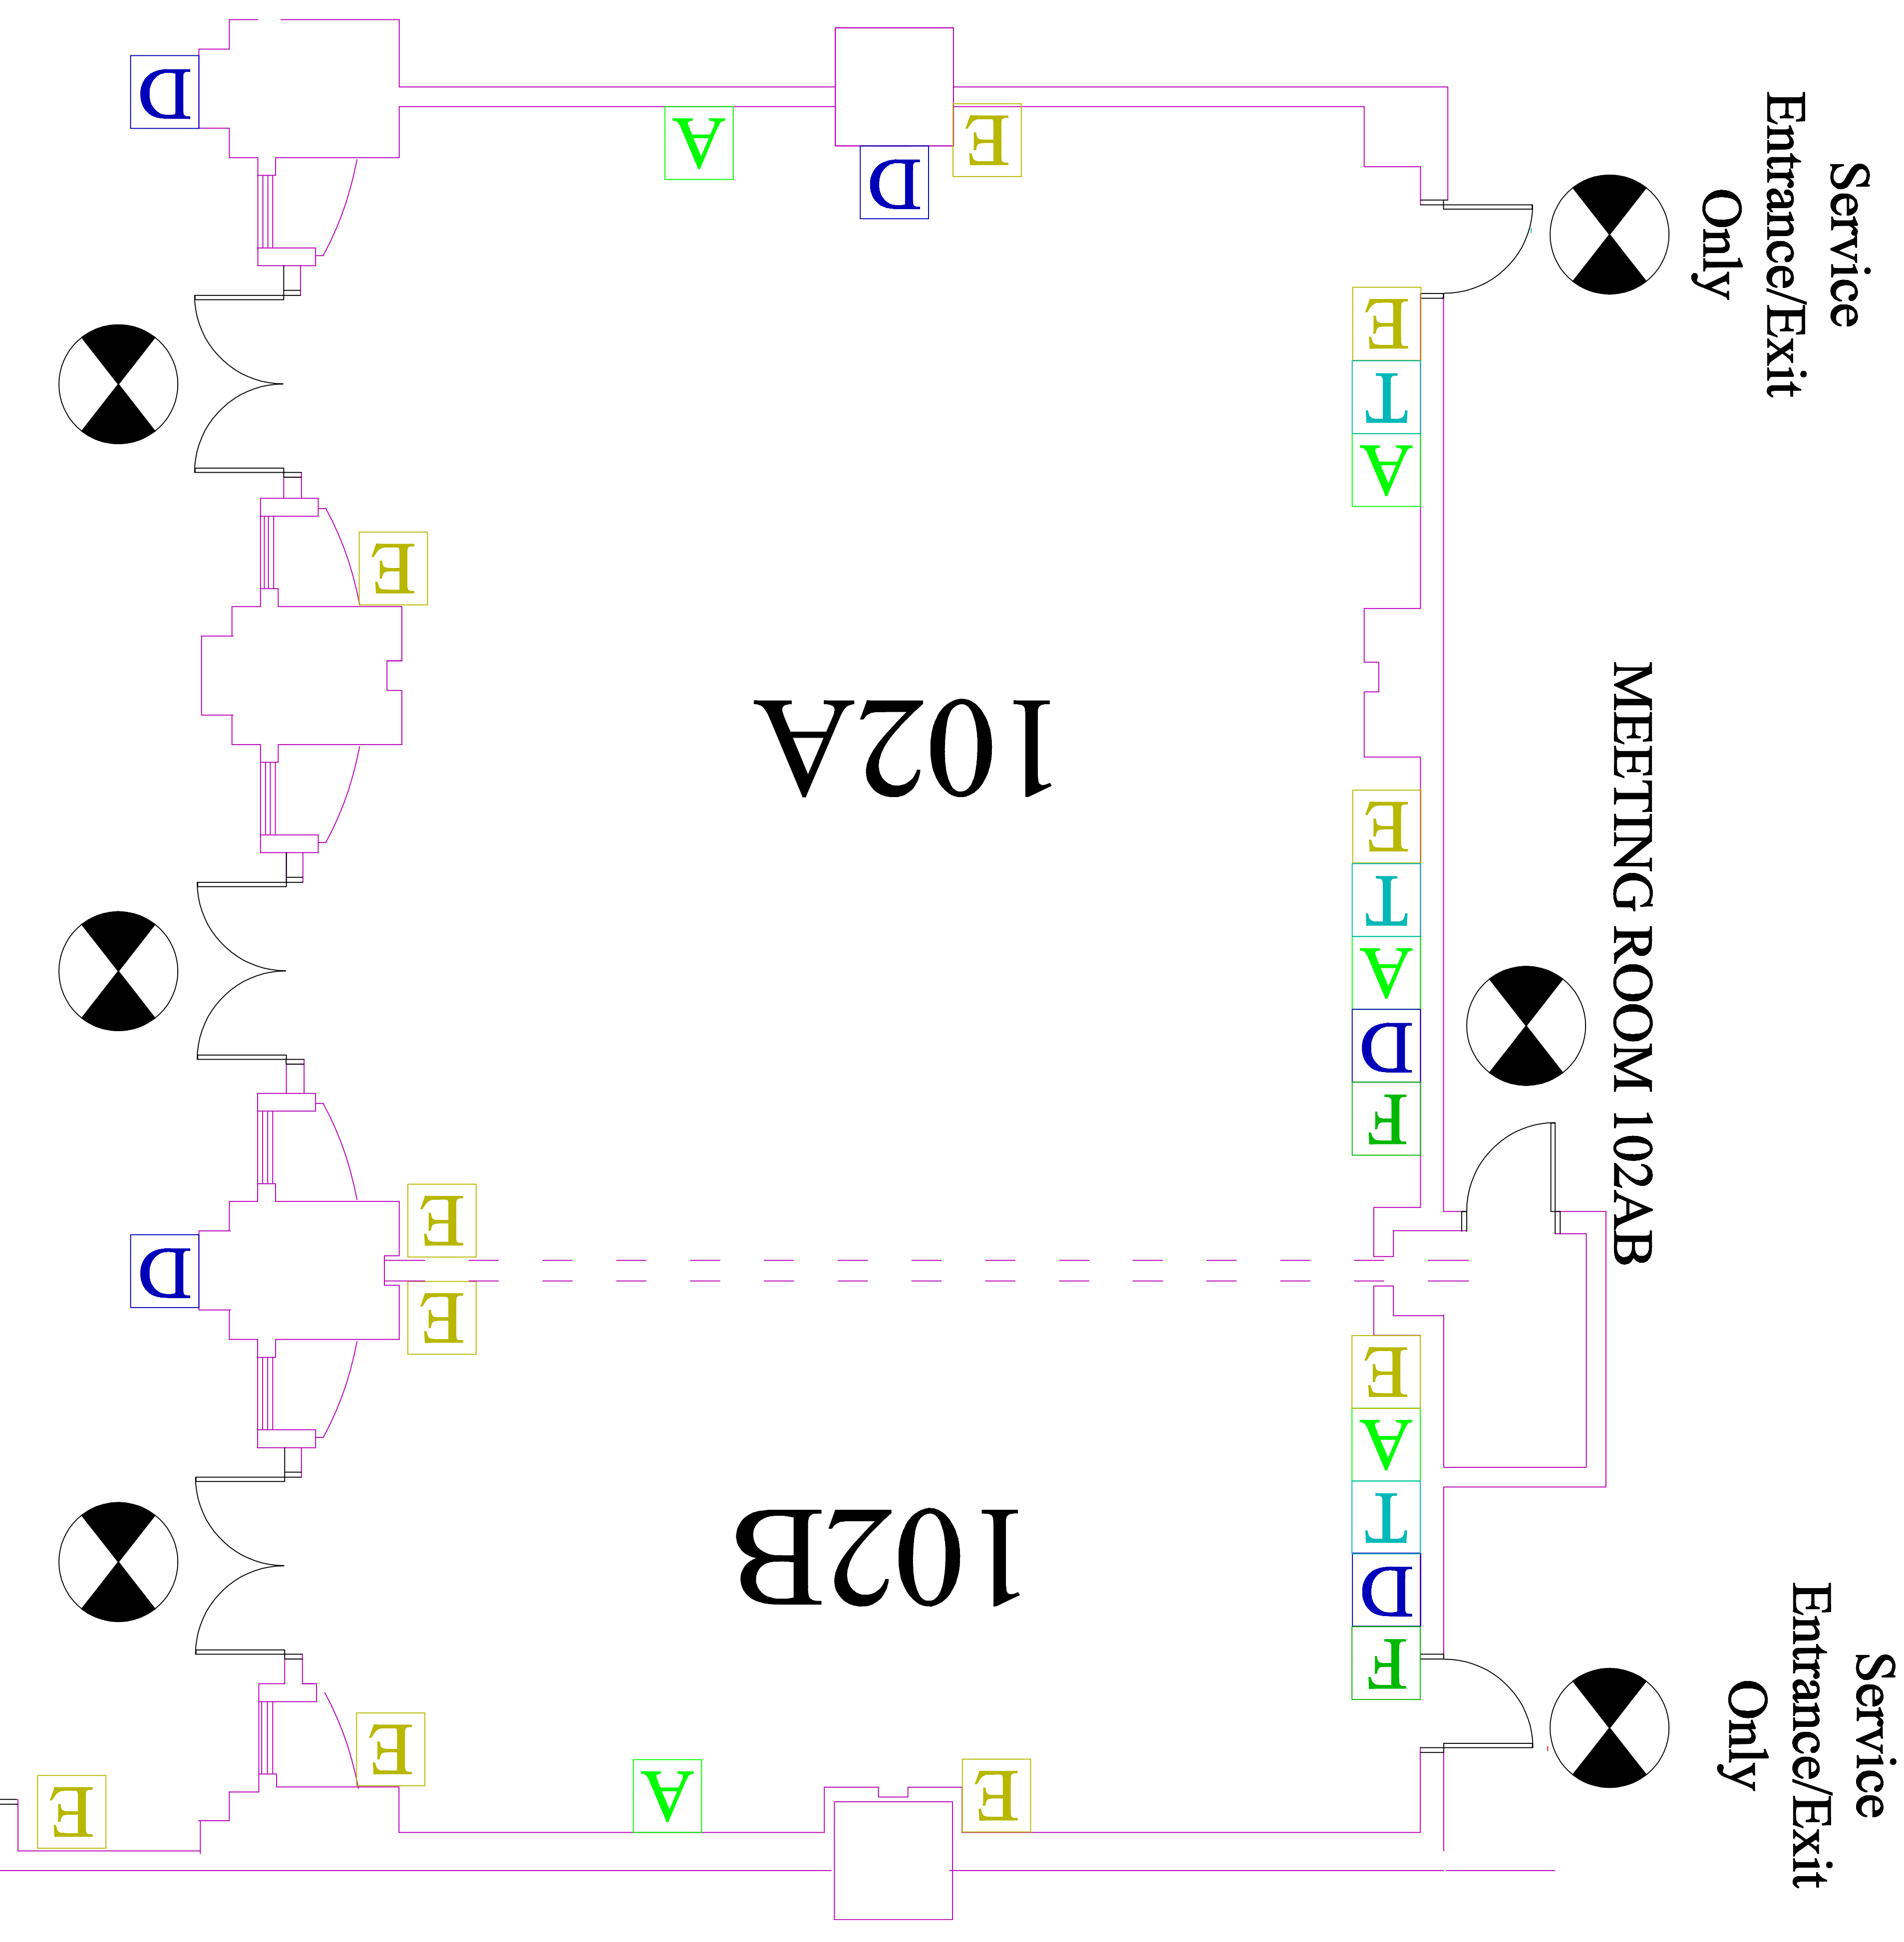 D
A
D
E
Service
Entrance/Exit
Only
E
T
A
E
102A
MEETING ROOM 102AB
E
T
A
D
F
E
D
E
E
A
T
D
F
102B
Service
Entrance/Exit
Only
E
E
A
E